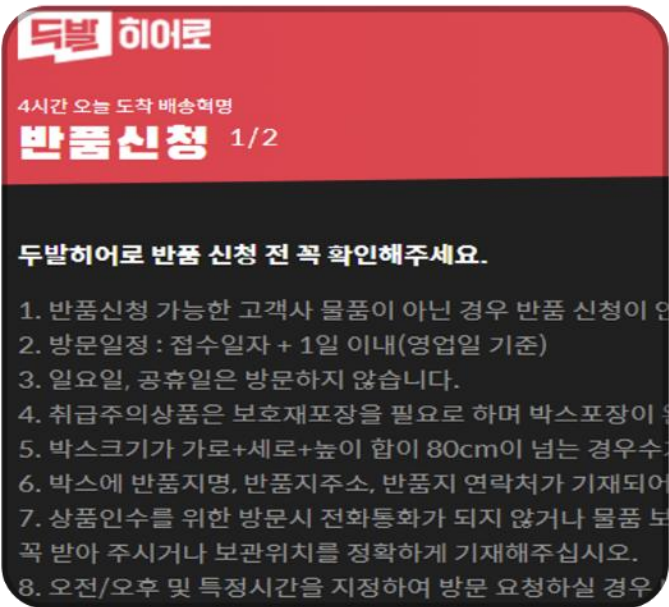 두발 히어로
4시간 오늘 도착 배송혁명
반품신청 1/2
두발히어로 반품 신청 전 꼭 확인해주세요.
1. 반품신청 가능한 고객사 물품이 아닌 경우 반품 신청이
2. 방문일정 : 접수일자 + 1일 이내(영업일 기준)
3. 일요일, 공휴일은 방문하지 않습니다.
4. 취급주의상품은 보호재포장을 필요로 하며 박스포장이
5. 박스크기가 가로+세로+높이 합이 80cm이 넘는 경우수
6. 박스에 반품지명, 반품지주소, 반품지 연락처가 기재되어
7. 상품인수를 위한 방문시 전화통화가 되지 않거나 물품 보
꼭 받아 주시거나 보관위치를 정확하게 기재해주십시오.
8. 오전/오후 및 특정시간을 지정하여 방문 요청하실 경우